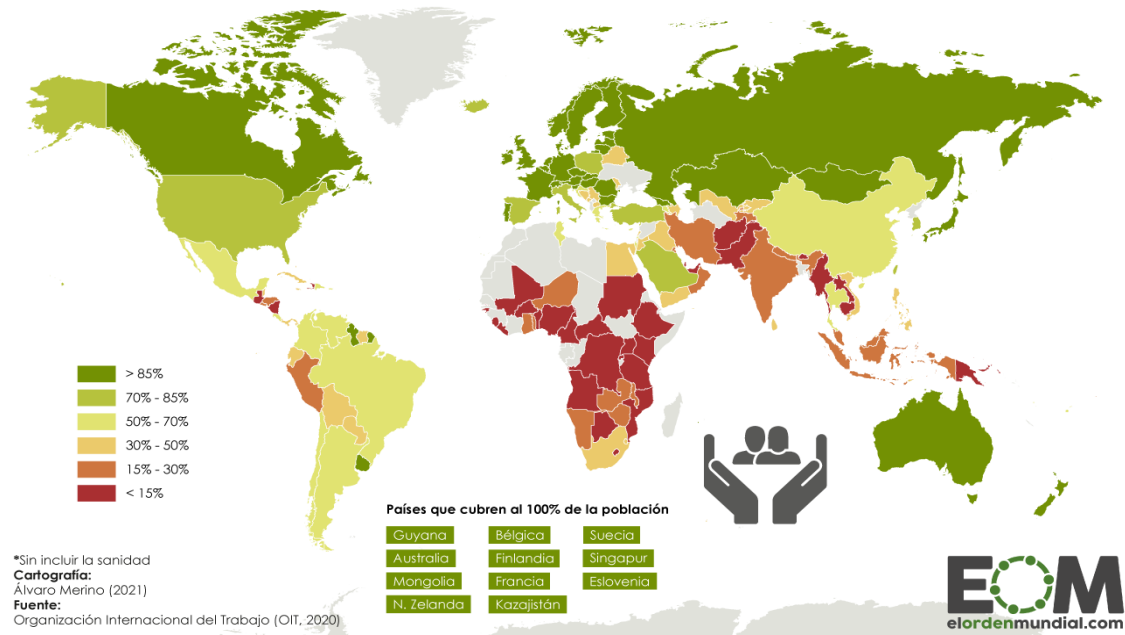 > 85%
70% - 85%
50% - 70%
30% - 50%
15% - 30%
< 15%
Países que cubren al 100% de la población
Guyana Bélgica Suecia
Australia Finlandia Singapur
Mongolia Francia Eslovenia
N. Zelanda Kazajistán
*Sin incluir la sanidad
Cartografía:
Álvaro Merino (2021)
Fuente:
Organización Internacional del Trabajo (OIT, 2020)
EOM
elordenmundial.com